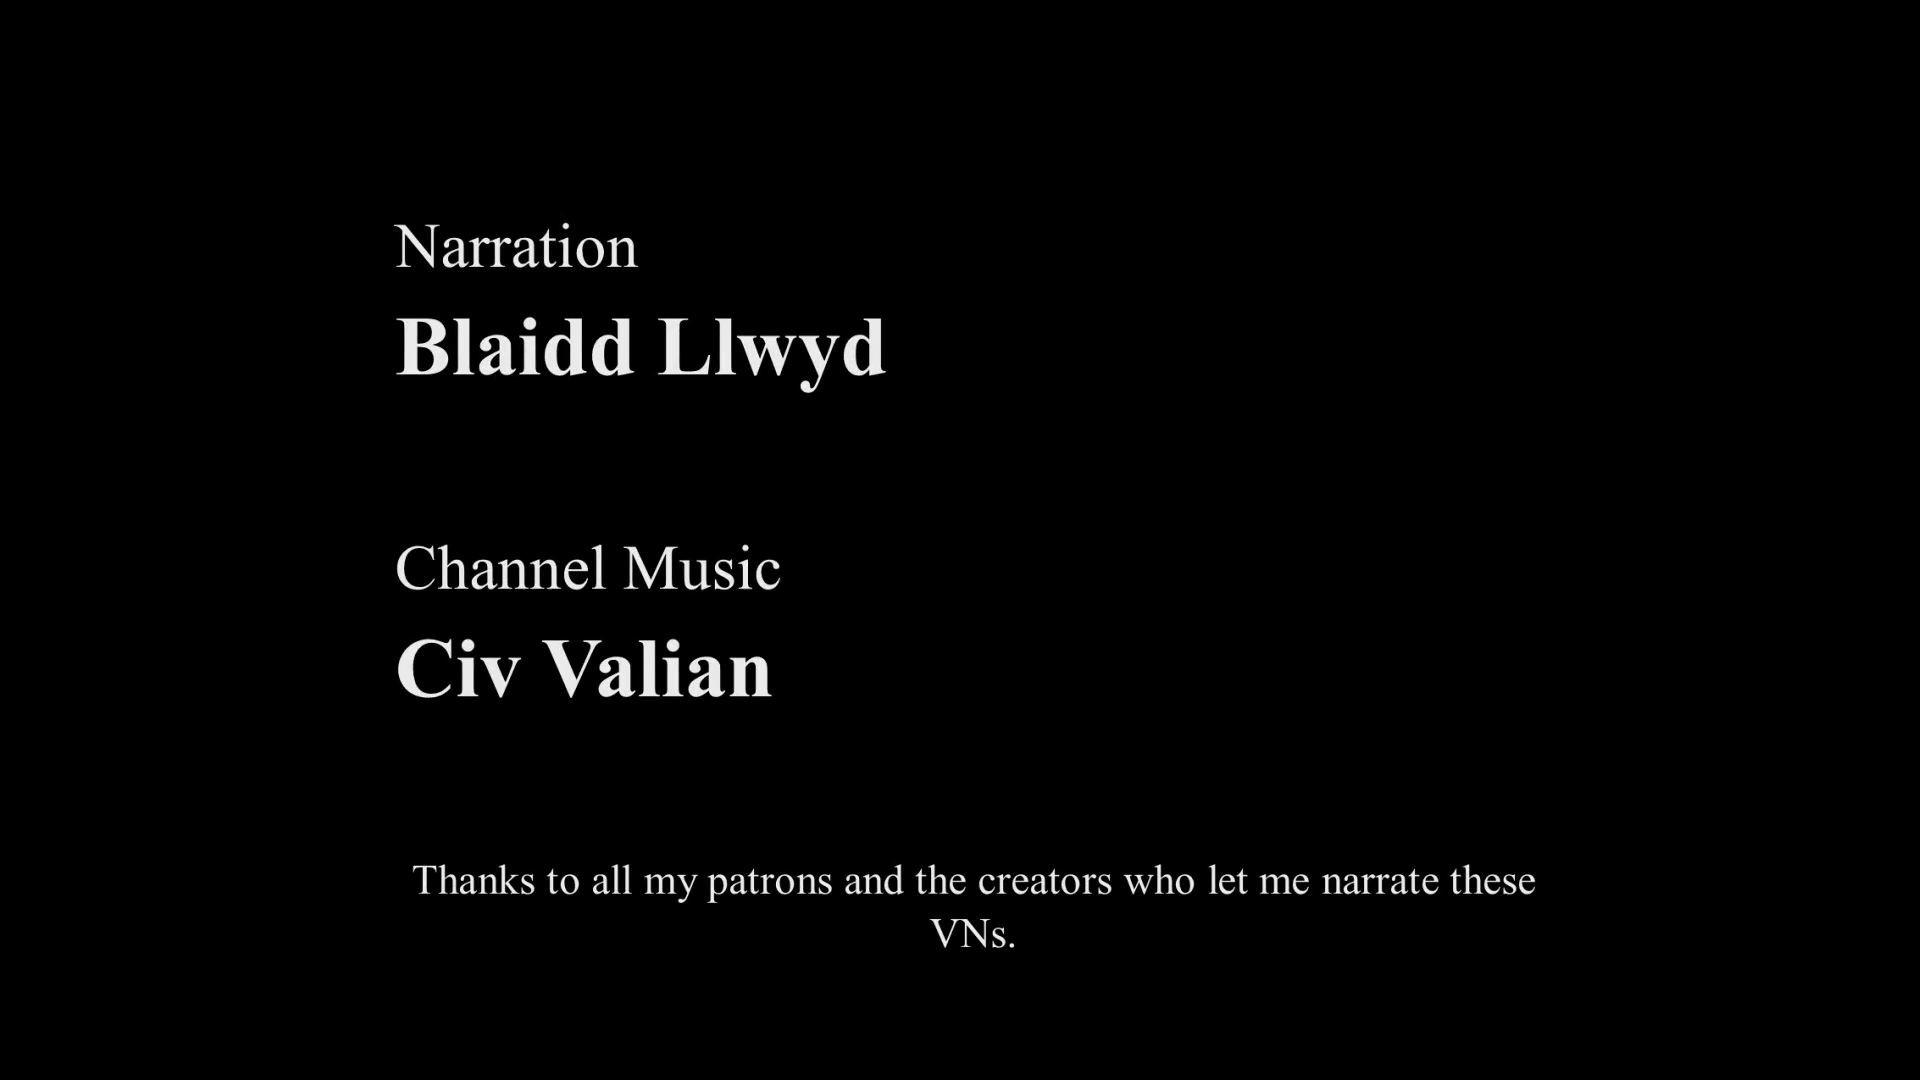 Narration
Blaidd Llwyd
Channel Music
Civ Valian
Thanks to all my patrons and the creators who let me narrate these
VNs.